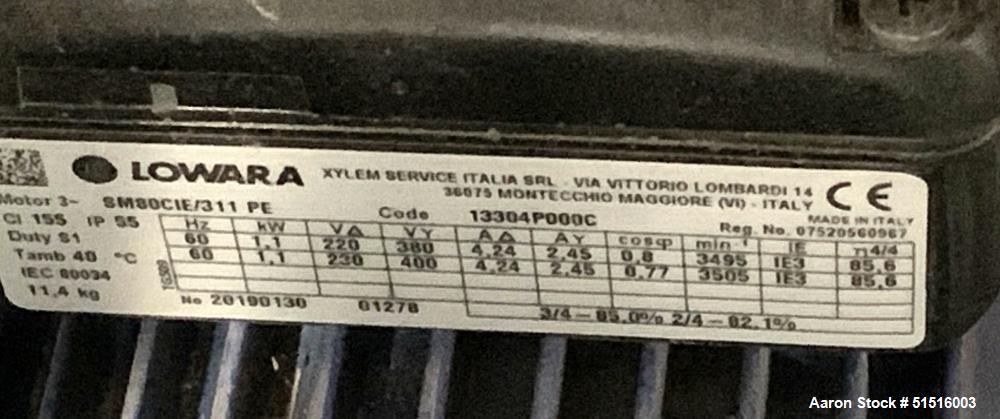 LOWARA
XYLEM SERVICE ITALIA SRL - VIA VITTORIO LOMBARDI 14
36075 MONTECCHIO MAGGIORE (VI) - ITALY
CE
MADE IN ITALY
Motor 3~ SM80CIE/311 PE Code 13304P000C Reg. No. 07520560967
Cl 155 IP 55
Duty S1
Tamb 40 °C
IEC 60034
11,4 kg
Hz kW V∆ VY A∆ AY cosφ min⁻¹ IE η4/4
60 1,1 220 380 4,24 2,45 0,8 3495 IE3 85,6
60 1,1 230 400 4,24 2,45 0,77 3505 IE3 85,6
No 20190130 01278
3/4 - 85,0% 2/4 - 82,1%
Aaron Stock # 51516003